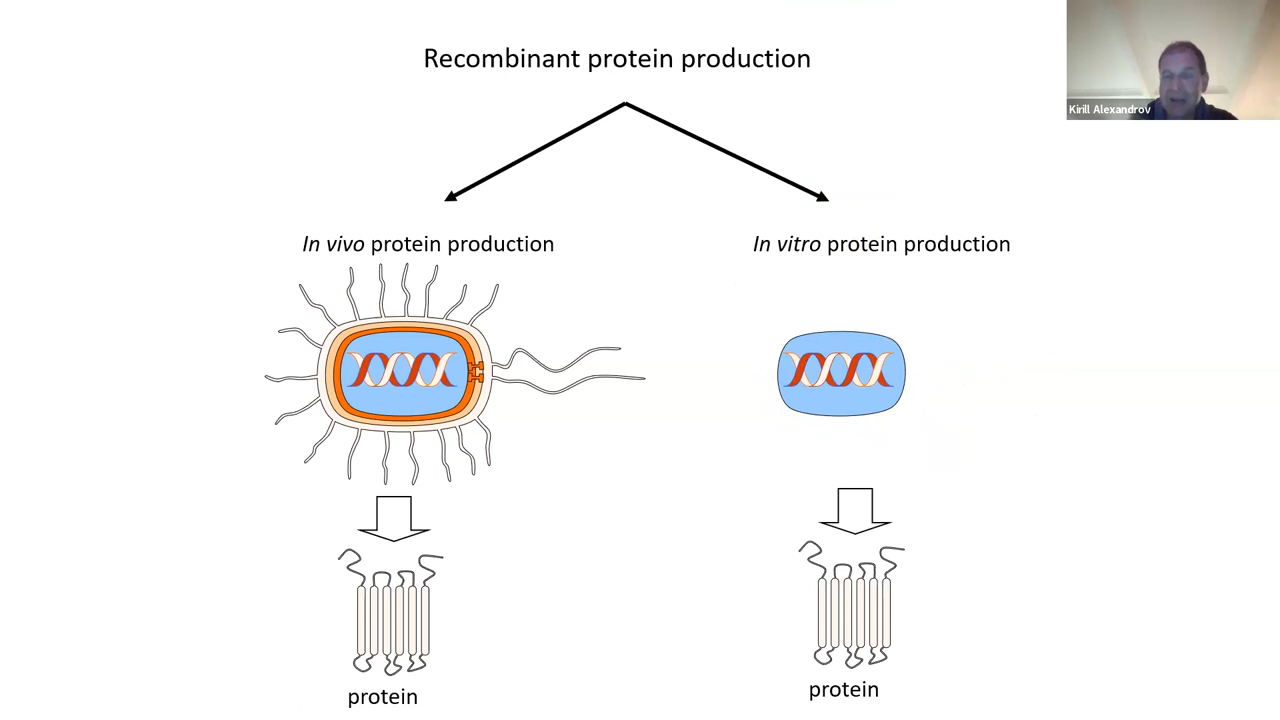 Recombinant protein production
Kirill Alexandrov
In vivo protein production
In vitro protein production
protein
protein